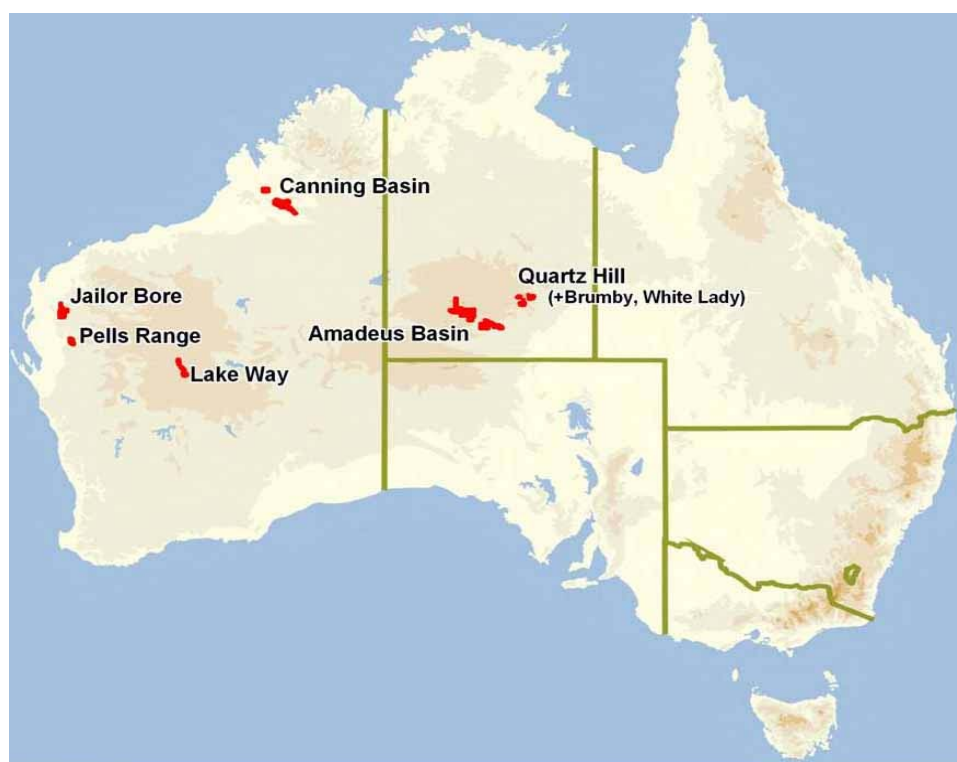 Canning Basin
Quartz Hill
(+Brumby, White Lady)
Jailor Bore
Amadeus Basin
Pells Range
Lake Way